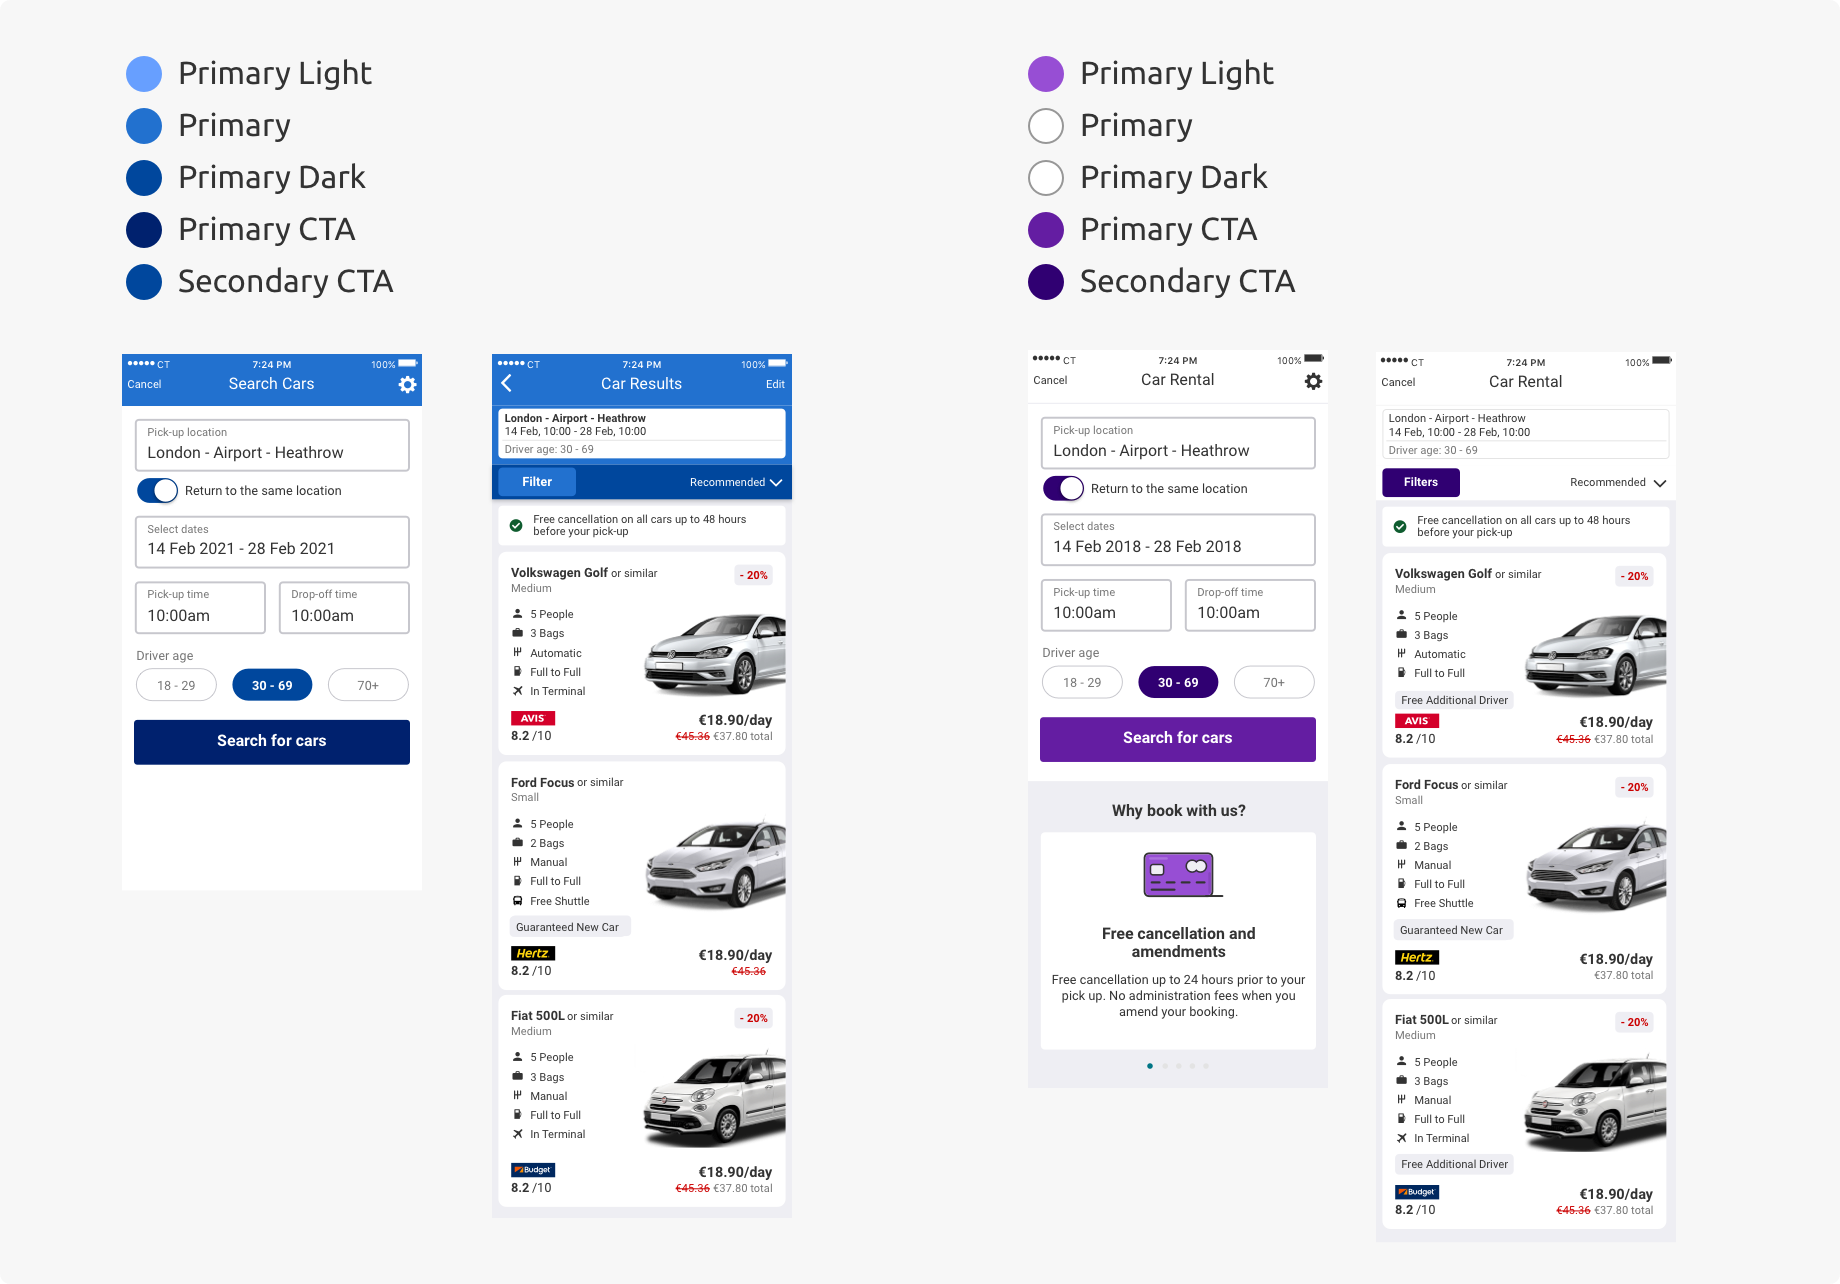 Primary Light
Primary
Primary Dark
Primary CTA
Secondary CTA
CT 7:24 PM 100%
Cancel Search Cars
Pick-up location
London - Airport - Heathrow
Return to the same location
Select dates
14 Feb 2021 - 28 Feb 2021
Pick-up time Drop-off time
10:00am 10:00am
Driver age
18 - 29 30 - 69 70+
Search for cars
CT 7:24 PM 100%
Car Results Edit
London - Airport - Heathrow
14 Feb, 10:00 - 28 Feb, 10:00
Driver age: 30 - 69
Filter Recommended
Free cancellation on all cars up to 48 hours
before your pick-up
Volkswagen Golf or similar - 20%
Medium
5 People
3 Bags
Automatic
Full to Full
In Terminal
AVIS €18.90/day
8.2 /10 €45.36 €37.80 total
Ford Focus or similar
Small
5 People
2 Bags
Manual
Full to Full
Free Shuttle
Guaranteed New Car
Hertz. €18.90/day
8.2 /10 €45.36
Fiat 500L or similar - 20%
Medium
5 People
3 Bags
Manual
Full to Full
In Terminal
Budget €18.90/day
8.2 /10 €45.36 €37.80 total
Primary Light
Primary
Primary Dark
Primary CTA
Secondary CTA
CT 7:24 PM 100%
Cancel Car Rental
Pick-up location
London - Airport - Heathrow
Return to the same location
Select dates
14 Feb 2018 - 28 Feb 2018
Pick-up time Drop-off time
10:00am 10:00am
Driver age
18 - 29 30 - 69 70+
Search for cars
Why book with us?
Free cancellation and
amendments
Free cancellation up to 24 hours prior to your
pick up. No administration fees when you
amend your booking.
CT 7:24 PM 100%
Cancel Car Rental
London - Airport - Heathrow
14 Feb, 10:00 - 28 Feb, 10:00
Driver age: 30 - 69
Filters Recommended
Free cancellation on all cars up to 48 hours
before your pick-up
Volkswagen Golf or similar - 20%
Medium
5 People
3 Bags
Automatic
Full to Full
Free Additional Driver
AVIS €18.90/day
8.2 /10 €45.36 €37.80 total
Ford Focus or similar - 20%
Small
5 People
2 Bags
Manual
Full to Full
Free Shuttle
Guaranteed New Car
Hertz. €18.90/day
8.2 /10 €37.80 total
Fiat 500L or similar - 20%
Medium
5 People
3 Bags
Manual
Full to Full
In Terminal
Free Additional Driver
Budget €18.90/day
8.2 /10 €45.36 €37.80 total